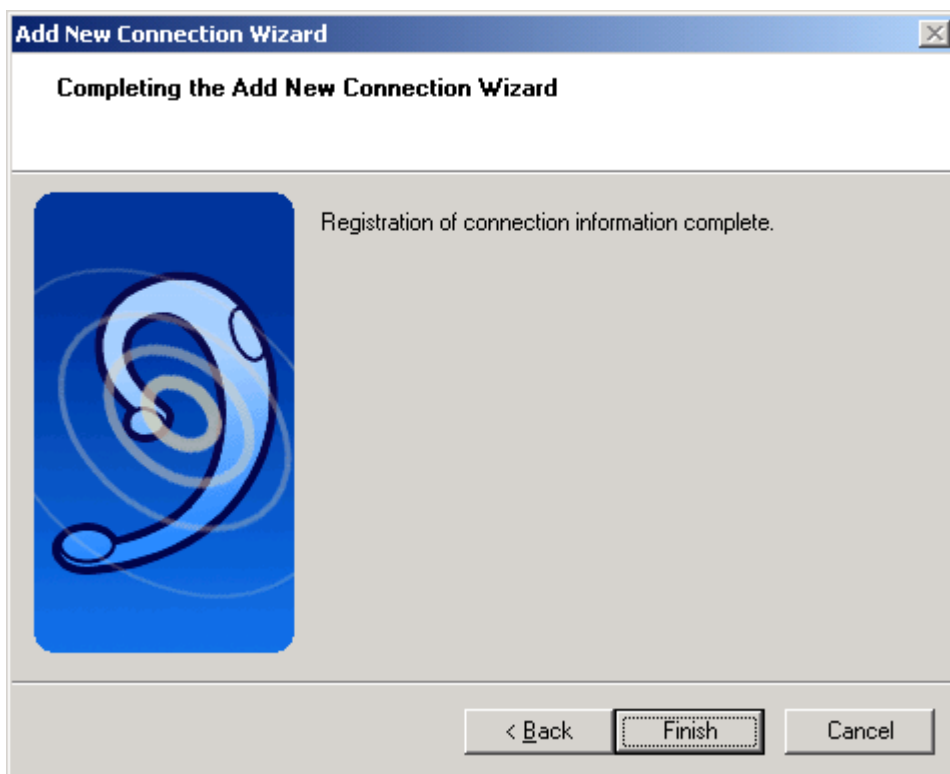 Add New Connection Wizard
Completing the Add New Connection Wizard
Registration of connection information complete.
< Back Finish Cancel